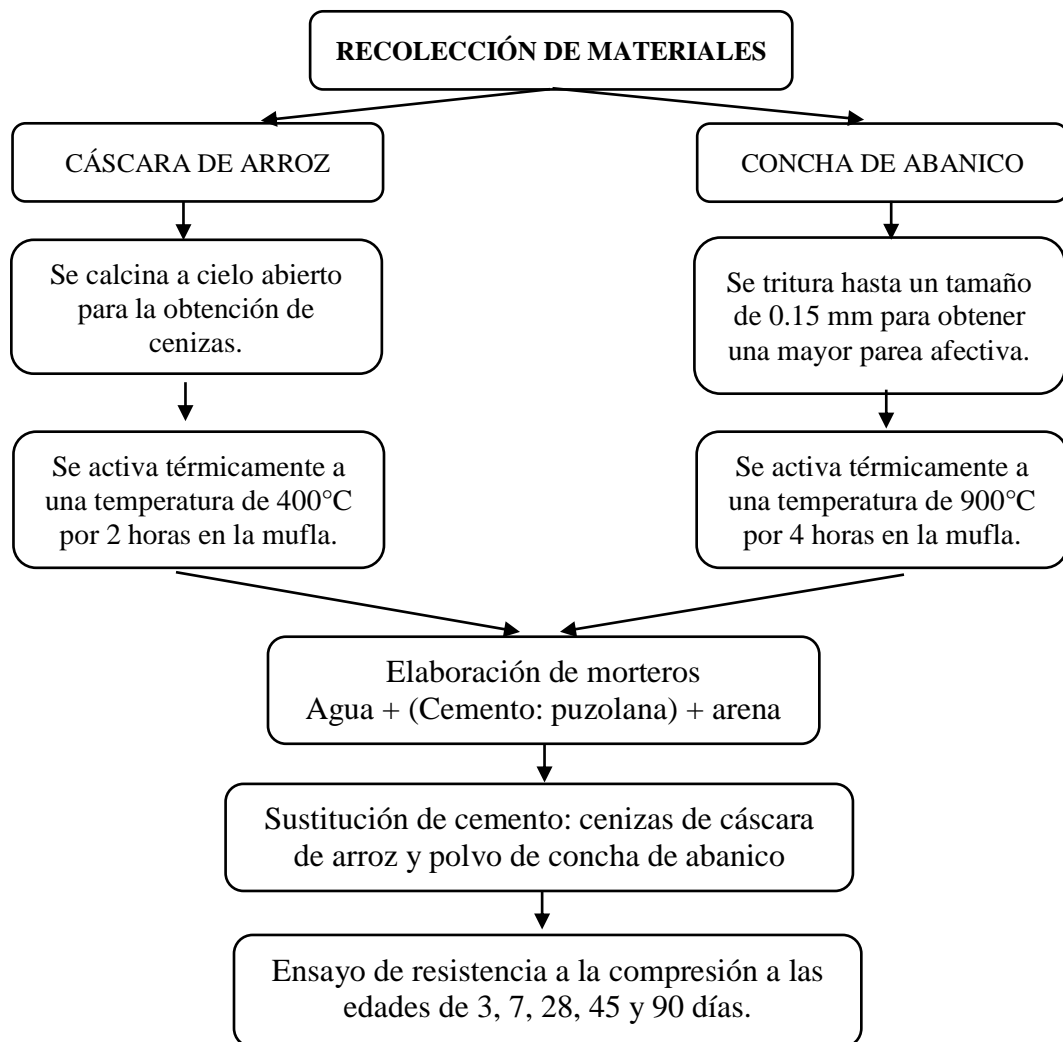 RECOLECCIÓN DE MATERIALES
CÁSCARA DE ARROZ
CONCHA DE ABANICO
Se calcina a cielo abierto
para la obtención de
cenizas.
Se tritura hasta un tamaño
de 0.15 mm para obtener
una mayor parea afectiva.
Se activa térmicamente a
una temperatura de 400°C
por 2 horas en la mufla.
Se activa térmicamente a
una temperatura de 900°C
por 4 horas en la mufla.
Elaboración de morteros
Agua + (Cemento: puzolana) + arena
Sustitución de cemento: cenizas de cáscara
de arroz y polvo de concha de abanico
Ensayo de resistencia a la compresión a las
edades de 3, 7, 28, 45 y 90 días.